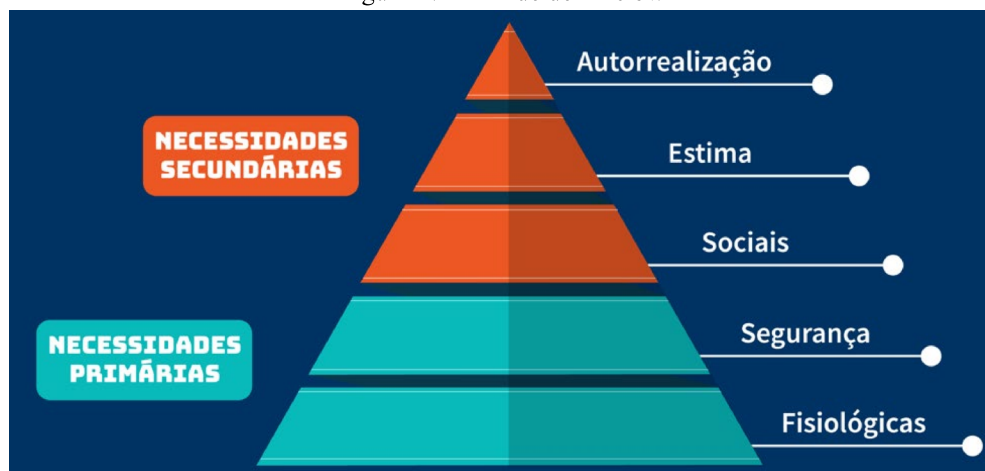 Autorrealização
NECESSIDADES
SECUNDÁRIAS
Estima
Sociais
Segurança
NECESSIDADES
PRIMÁRIAS
Fisiológicas